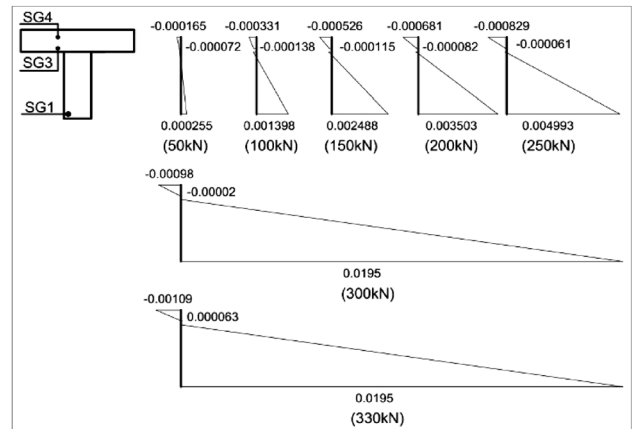 SG4
SG3
SG1
-0.000165
-0.000072
0.000255
(50kN)
-0.000331
-0.000138
0.001398
(100kN)
-0.000526
-0.000115
0.002488
(150kN)
-0.000681
-0.000082
0.003503
(200kN)
-0.000829
-0.000061
0.004993
(250kN)
-0.00098
-0.00002
0.0195
(300kN)
-0.00109
0.000063
0.0195
(330kN)